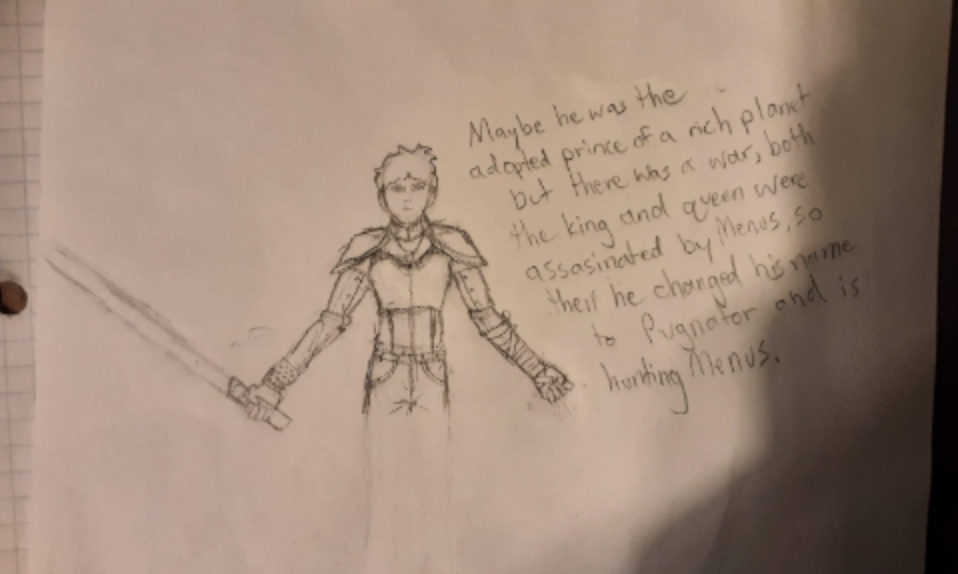 Maybe he was the
adopted prince of a rich planet
but there was a war, both
the king and queen were
assasinated by Menus, so
then he changed his name
to Pugnator and is
hunting Menus.